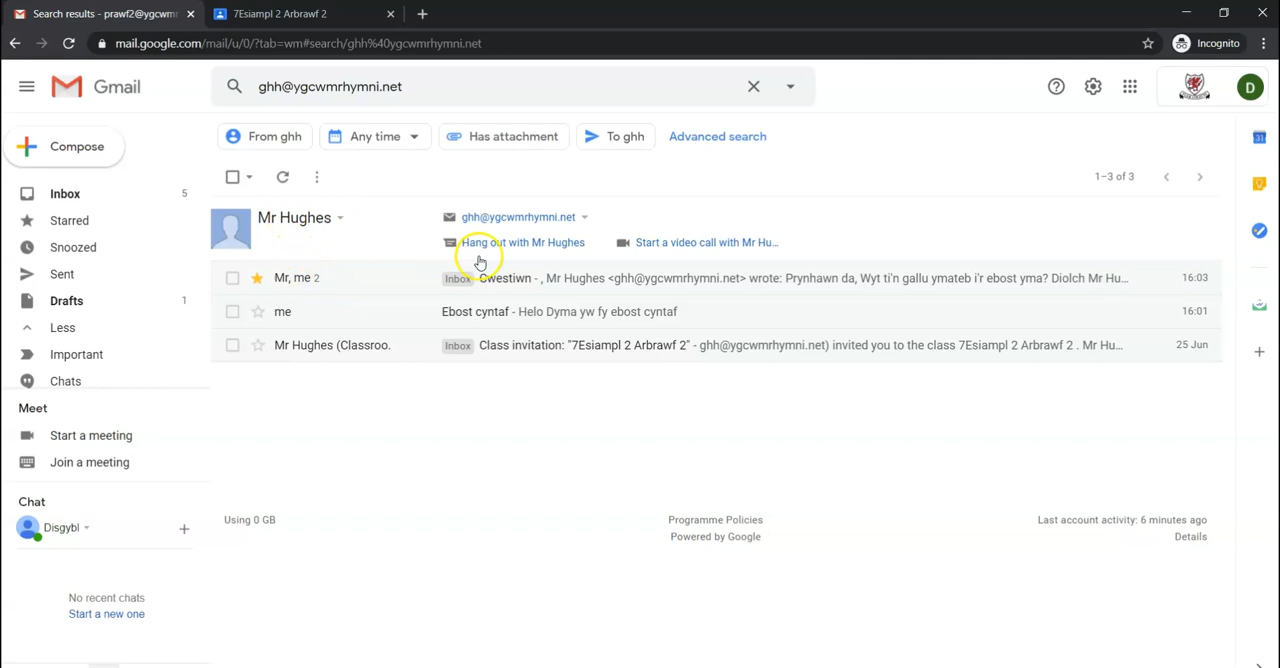 Search results - prawf2@ygcwmr
7Esiampl 2 Arbrawf 2
mail.google.com/mail/u/0/?tab=wm#search/ghh%40ygcwmrhymni.net
Incognito
Gmail
ghh@ygcwmrhymni.net
D
Compose
From ghh
Any time
Has attachment
To ghh
Advanced search
31
Inbox 5
Starred
Snoozed
Sent
Drafts 1
Less
Important
Chats
1–3 of 3
Mr Hughes
ghh@ygcwmrhymni.net
Hang out with Mr Hughes
Start a video call with Mr Hu...
Mr, me 2 Inbox Cwestiwn - , Mr Hughes <ghh@ygcwmrhymni.net> wrote: Prynhawn da, Wyt ti'n gallu ymateb i'r ebost yma? Diolch Mr Hu... 16:03
me Ebost cyntaf - Helo Dyma yw fy ebost cyntaf 16:01
Mr Hughes (Classroo. Inbox Class invitation: "7Esiampl 2 Arbrawf 2" - ghh@ygcwmrhymni.net) invited you to the class 7Esiampl 2 Arbrawf 2 . Mr Hu... 25 Jun
Meet
Start a meeting
Join a meeting
Chat
Disgybl
No recent chats
Start a new one
Using 0 GB
Programme Policies
Powered by Google
Last account activity: 6 minutes ago
Details